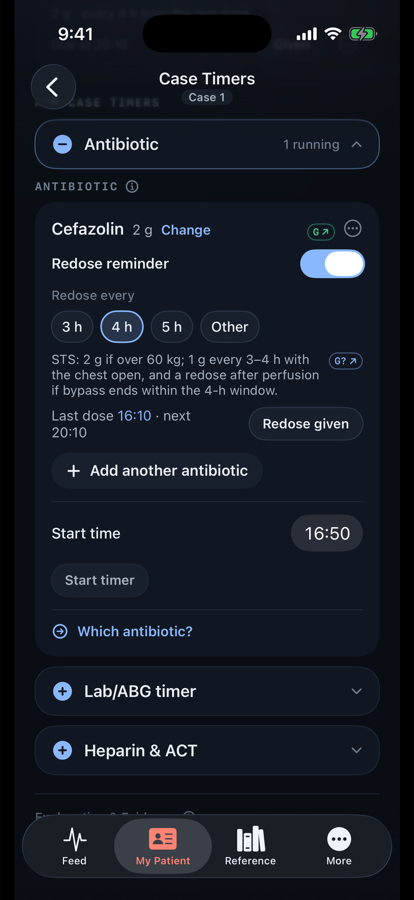 9:41
Case Timers
Case 1
CASE TIMERS
Antibiotic
1 running
ANTIBIOTIC
Cefazolin 2 g Change
G
Redose reminder
Redose every
3 h
4 h
5 h
Other
STS: 2 g if over 60 kg; 1 g every 3–4 h with
the chest open, and a redose after perfusion
if bypass ends within the 4-h window.
G?
Last dose 16:10 · next
20:10
Redose given
Add another antibiotic
Start time
16:50
Start timer
Which antibiotic?
Lab/ABG timer
Heparin & ACT
Feed
My Patient
Reference
More